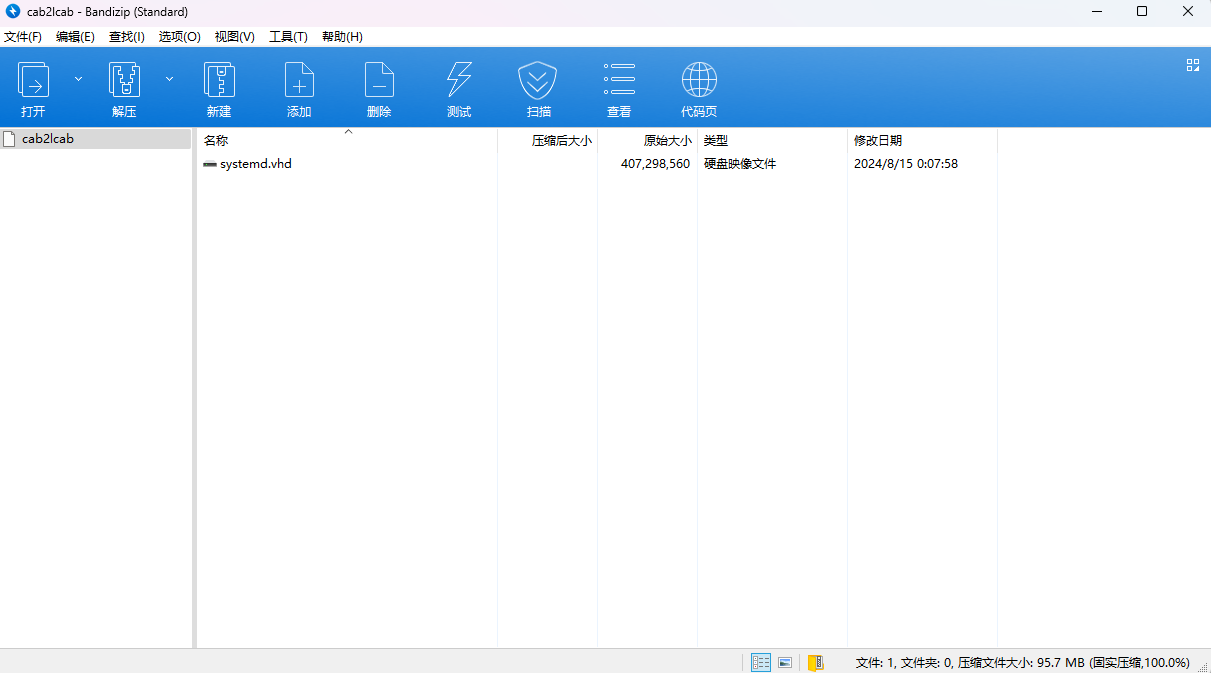 cab2lcab - Bandizip (Standard)
文件(F) 编辑(E) 查找(I) 选项(O) 视图(V) 工具(T) 帮助(H)
打开 解压 新建 添加 删除 测试 扫描 查看 代码页
cab2lcab
名称 压缩后大小 原始大小 类型 修改日期
systemd.vhd 407,298,560 硬盘映像文件 2024/8/15 0:07:58
文件: 1, 文件夹: 0, 压缩文件大小: 95.7 MB (固实压缩,100.0%)